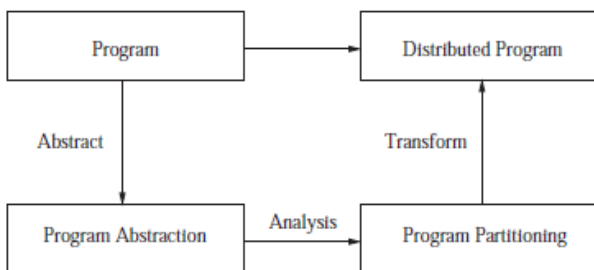 Program
Distributed Program
Abstract
Transform
Program Abstraction
Analysis
Program Partitioning